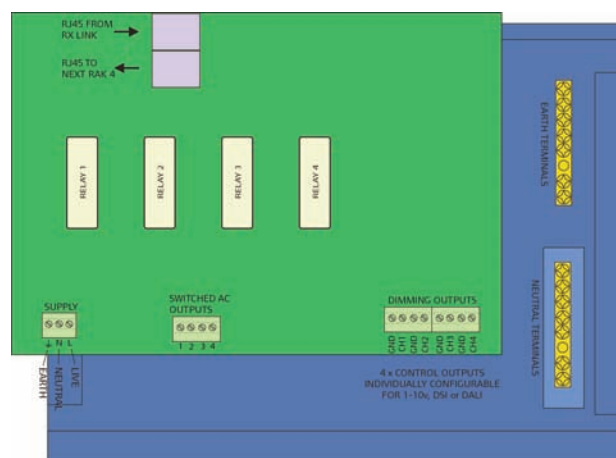 RJ45 FROM
RX LINK
RJ45 TO
NEXT RAK 4
RELAY 1
RELAY 2
RELAY 3
RELAY 4
EARTH TERMINALS
NEUTRAL TERMINALS
SUPPLY
N L
EARTH
NEUTRAL
LIVE
SWITCHED AC
OUTPUTS
1 2 3 4
DIMMING OUTPUTS
GND CH1 GND CH2 GND CH3 GND CH4
4 x CONTROL OUTPUTS
INDIVIDUALLY CONFIGURABLE
FOR 1-10v, DSI or DALI